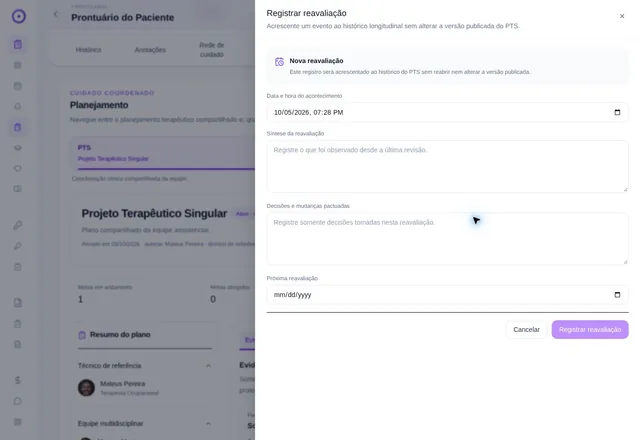 Registrar reavaliação
Acrescente um evento ao histórico longitudinal sem alterar a versão publicada do PTS.
Nova reavaliação
Este registro será acrescentado ao histórico do PTS sem reabrir nem alterar a versão publicada.
Data e hora do acontecimento
10/05/2026, 07:28 PM
Síntese da reavaliação
Registre o que foi observado desde a última revisão.
Decisões e mudanças pactuadas
Registre somente decisões tomadas nesta reavaliação.
Próxima reavaliação
mm/dd/yyyy
Cancelar
Registrar reavaliação
Prontuário do Paciente
Histórico
Anotações
Rede de
cuidado
CUIDADO COORDENADO
Planejamento
Navegue entre o planejamento terapêutico compartilhado e
PTS
Projeto Terapêutico Singular
Coordenação clínica compartilhada do cuidado
Projeto Terapêutico Singular
Plano compartilhado da equipe assistencial.
Metas em andamento
1
Metas atingidas
0
Resumo do plano
Técnico de referência
Mateus Pereira
Terapeuta Ocupacional
Equipe multidisciplinar